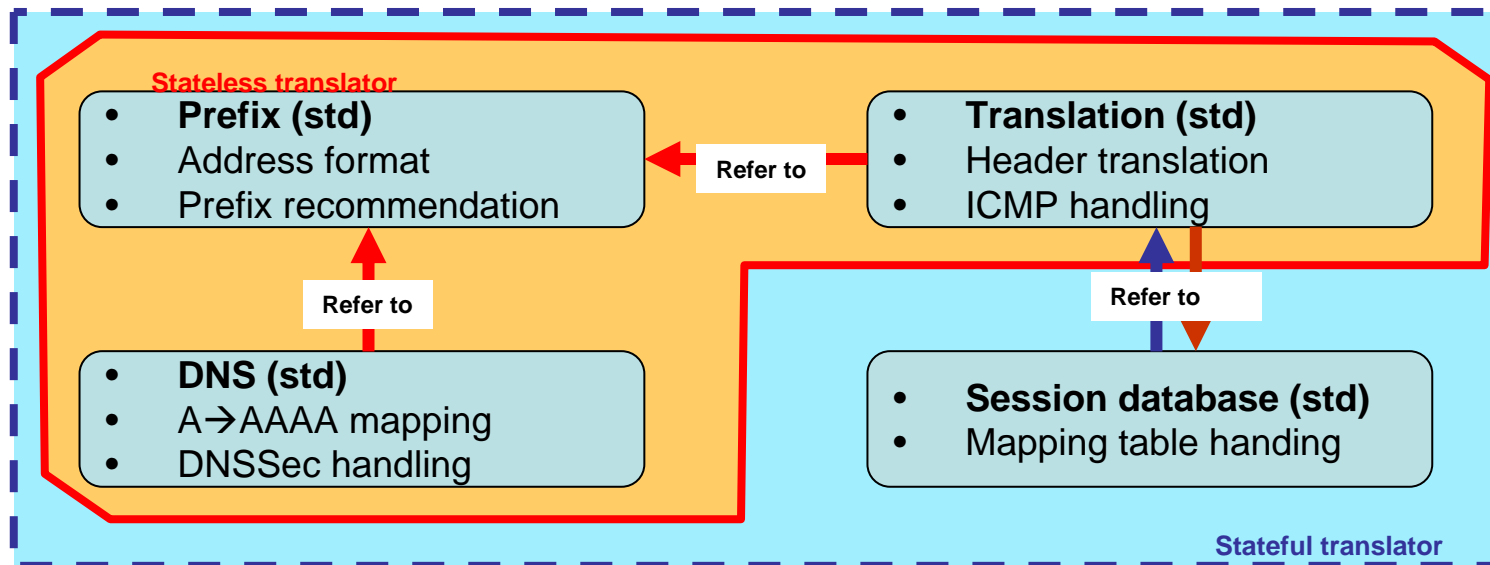 Stateless translator
• Prefix (std)
• Address format
• Prefix recommendation
Refer to
• Translation (std)
• Header translation
• ICMP handling
Refer to
Refer to
• DNS (std)
• A→AAAA mapping
• DNSSec handling
• Session database (std)
• Mapping table handing
Stateful translator